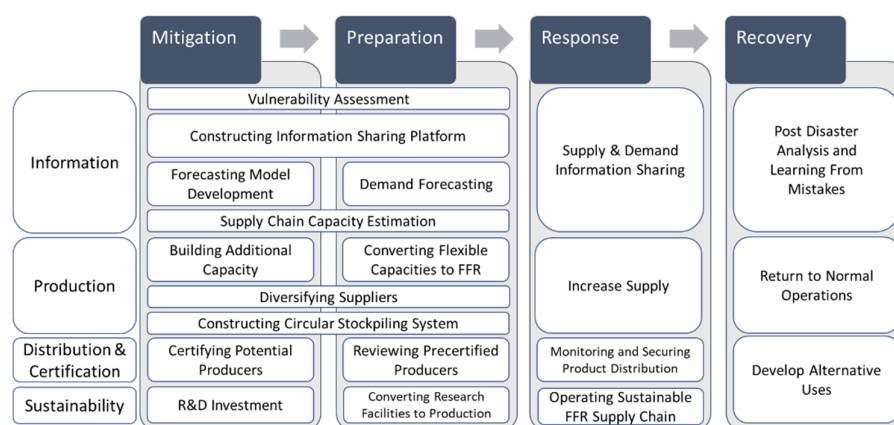 Mitigation
Preparation
Response
Recovery
Information
Vulnerability Assessment
Constructing Information Sharing Platform
Forecasting Model
Development
Demand Forecasting
Supply Chain Capacity Estimation
Supply & Demand
Information Sharing
Post Disaster
Analysis and
Learning From
Mistakes
Production
Building Additional
Capacity
Converting Flexible
Capacities to FFR
Diversifying Suppliers
Constructing Circular Stockpiling System
Increase Supply
Return to Normal
Operations
Distribution &
Certification
Certifying Potential
Producers
Reviewing Precertified
Producers
Monitoring and Securing
Product Distribution
Develop Alternative
Uses
Sustainability
R&D Investment
Converting Research
Facilities to Production
Operating Sustainable
FFR Supply Chain